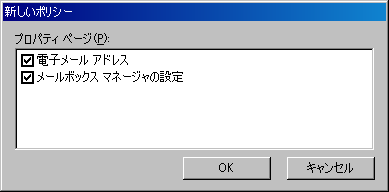 新しいポリシー
プロパティ ページ(P):
電子メール アドレス
メールボックス マネージャの設定
OK
キャンセル